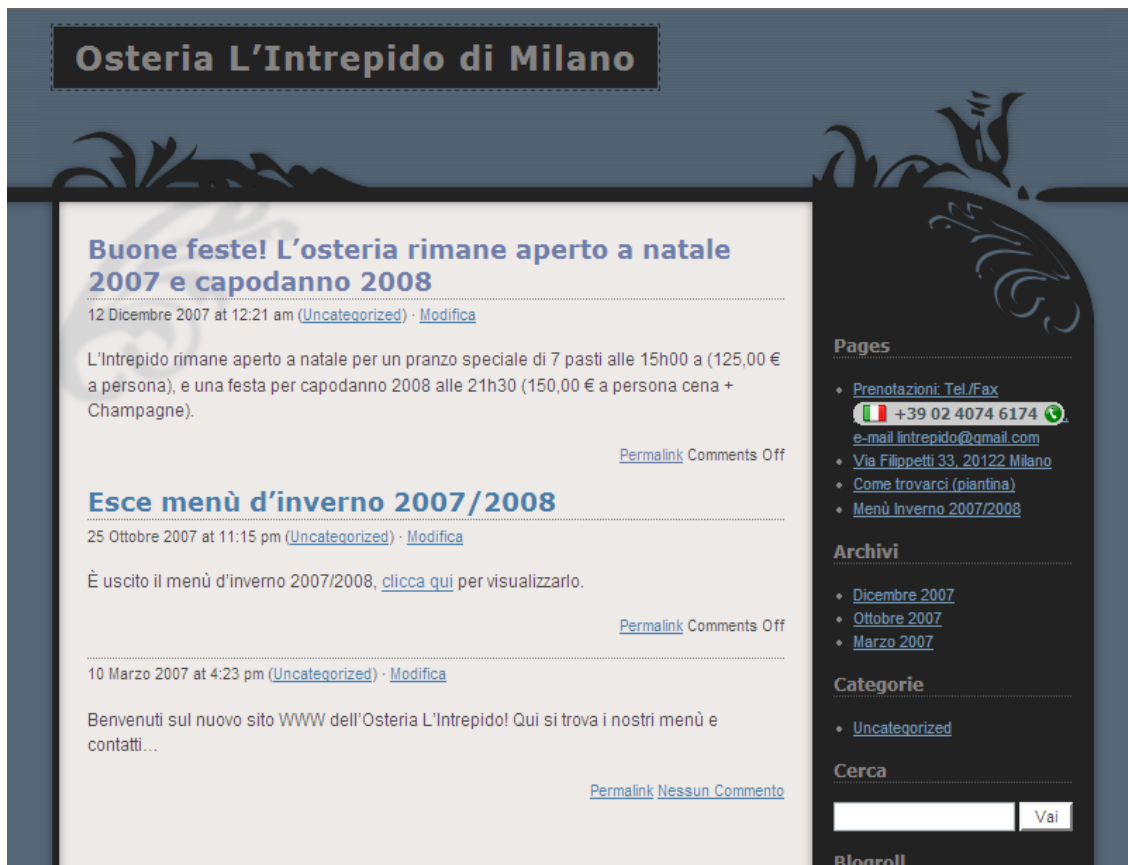 Osteria L’Intrepido di Milano
Buone feste! L’osteria rimane aperto a natale
2007 e capodanno 2008
12 Dicembre 2007 at 12:21 am (Uncategorized) · Modifica
L’Intrepido rimane aperto a natale per un pranzo speciale di 7 pasti alle 15h00 a (125,00 €
a persona), e una festa per capodanno 2008 alle 21h30 (150,00 € a persona cena +
Champagne).
Permalink Comments Off
Esce menù d’inverno 2007/2008
25 Ottobre 2007 at 11:15 pm (Uncategorized) · Modifica
È uscito il menù d’inverno 2007/2008, clicca qui per visualizzarlo.
Permalink Comments Off
10 Marzo 2007 at 4:23 pm (Uncategorized) · Modifica
Benvenuti sul nuovo sito WWW dell’Osteria L’Intrepido! Qui si trova i nostri menù e
contatti…
Permalink Nessun Commento
Pages
Prenotazioni: Tel./Fax
+39 02 4074 6174 ,
e-mail lintrepido@gmail.com
Via Filippetti 33, 20122 Milano
Come trovarci (piantina)
Menù Inverno 2007/2008
Archivi
Dicembre 2007
Ottobre 2007
Marzo 2007
Categorie
Uncategorized
Cerca
Vai
Blogroll